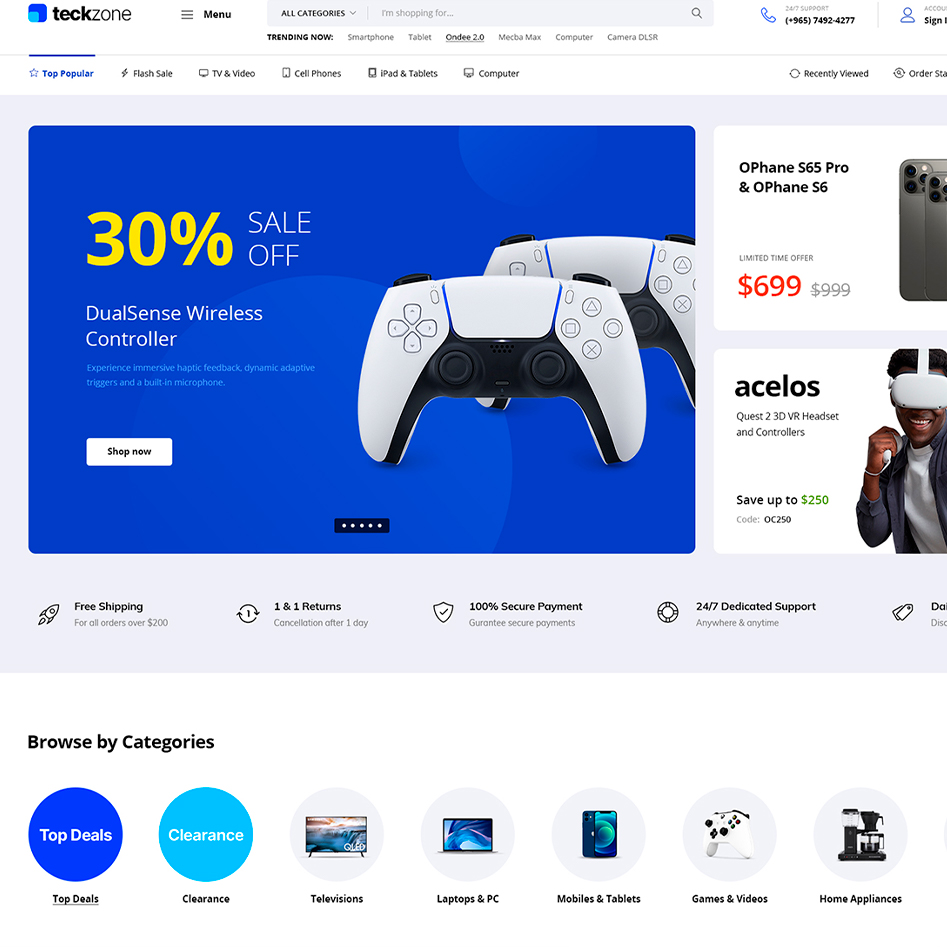 teckzone
Menu
ALL CATEGORIES
I'm shopping for...
24/7 SUPPORT
(+965) 7492-4277
ACCOU
Sign I
TRENDING NOW: Smartphone Tablet Ondee 2.0 Mecba Max Computer Camera DLSR
Top Popular Flash Sale TV & Video Cell Phones iPad & Tablets Computer Recently Viewed Order Sta
30% SALE
OFF
DualSense Wireless
Controller
Experience immersive haptic feedback, dynamic adaptive
triggers and a built-in microphone.
Shop now
OPhane S65 Pro
& OPhane S6
LIMITED TIME OFFER
$699 $999
acelos
Quest 2 3D VR Headset
and Controllers
Save up to $250
Code: OC250
Free Shipping
For all orders over $200
1
1 & 1 Returns
Cancellation after 1 day
100% Secure Payment
Gurantee secure payments
24/7 Dedicated Support
Anywhere & anytime
Dai
Disc
Browse by Categories
Top Deals
Clearance
QLED
Top Deals
Clearance
Televisions
Laptops & PC
Mobiles & Tablets
Games & Videos
Home Appliances